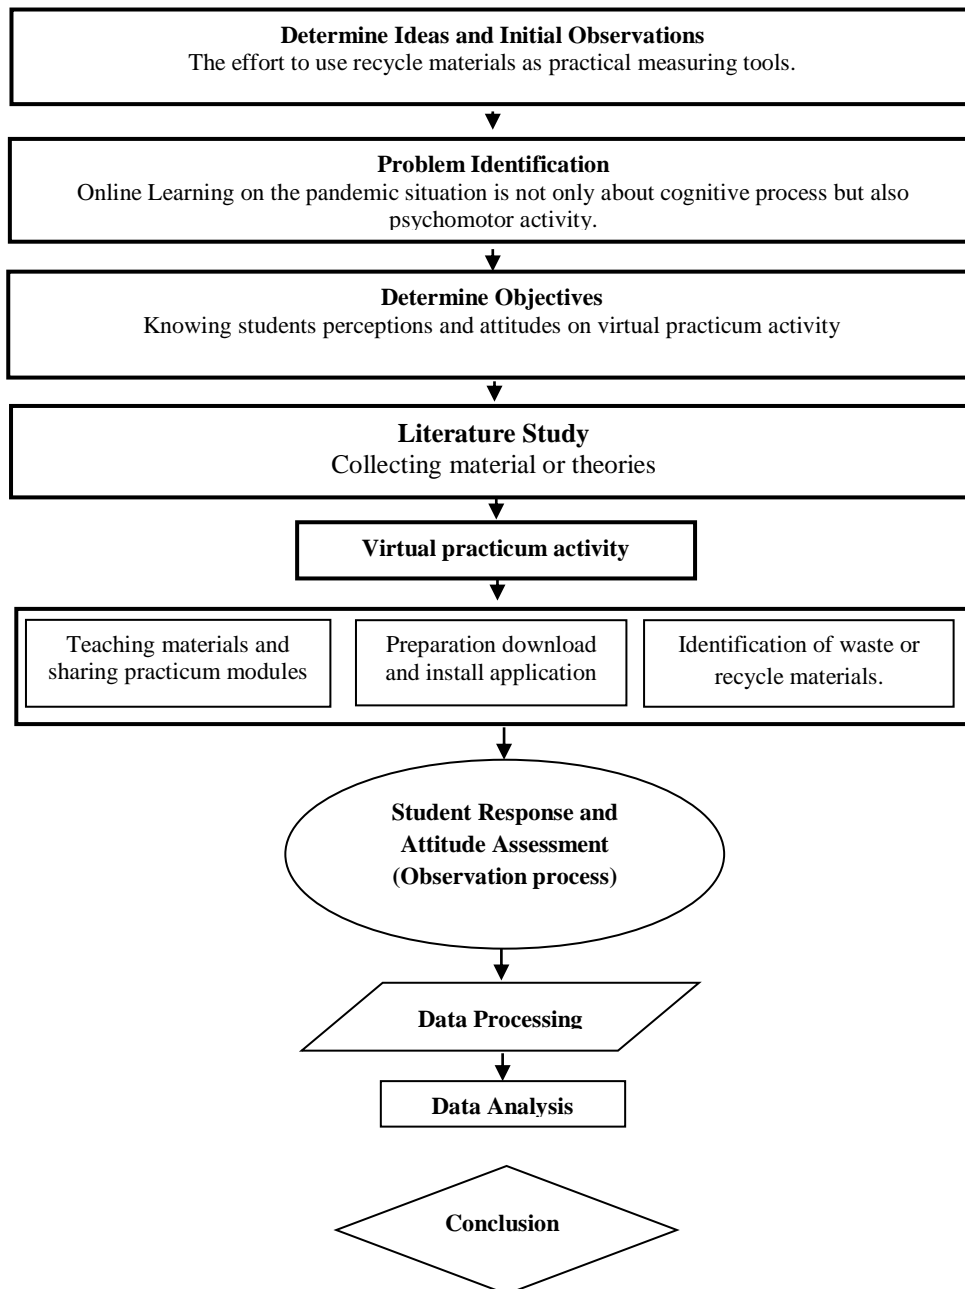 Determine Ideas and Initial Observations
The effort to use recycle materials as practical measuring tools.
Problem Identification
Online Learning on the pandemic situation is not only about cognitive process but also
psychomotor activity.
Determine Objectives
Knowing students perceptions and attitudes on virtual practicum activity
Literature Study
Collecting material or theories
Virtual practicum activity
Teaching materials and
sharing practicum modules
Preparation download
and install application
Identification of waste or
recycle materials.
Student Response and
Attitude Assessment
(Observation process)
Data Processing
Data Analysis
Conclusion